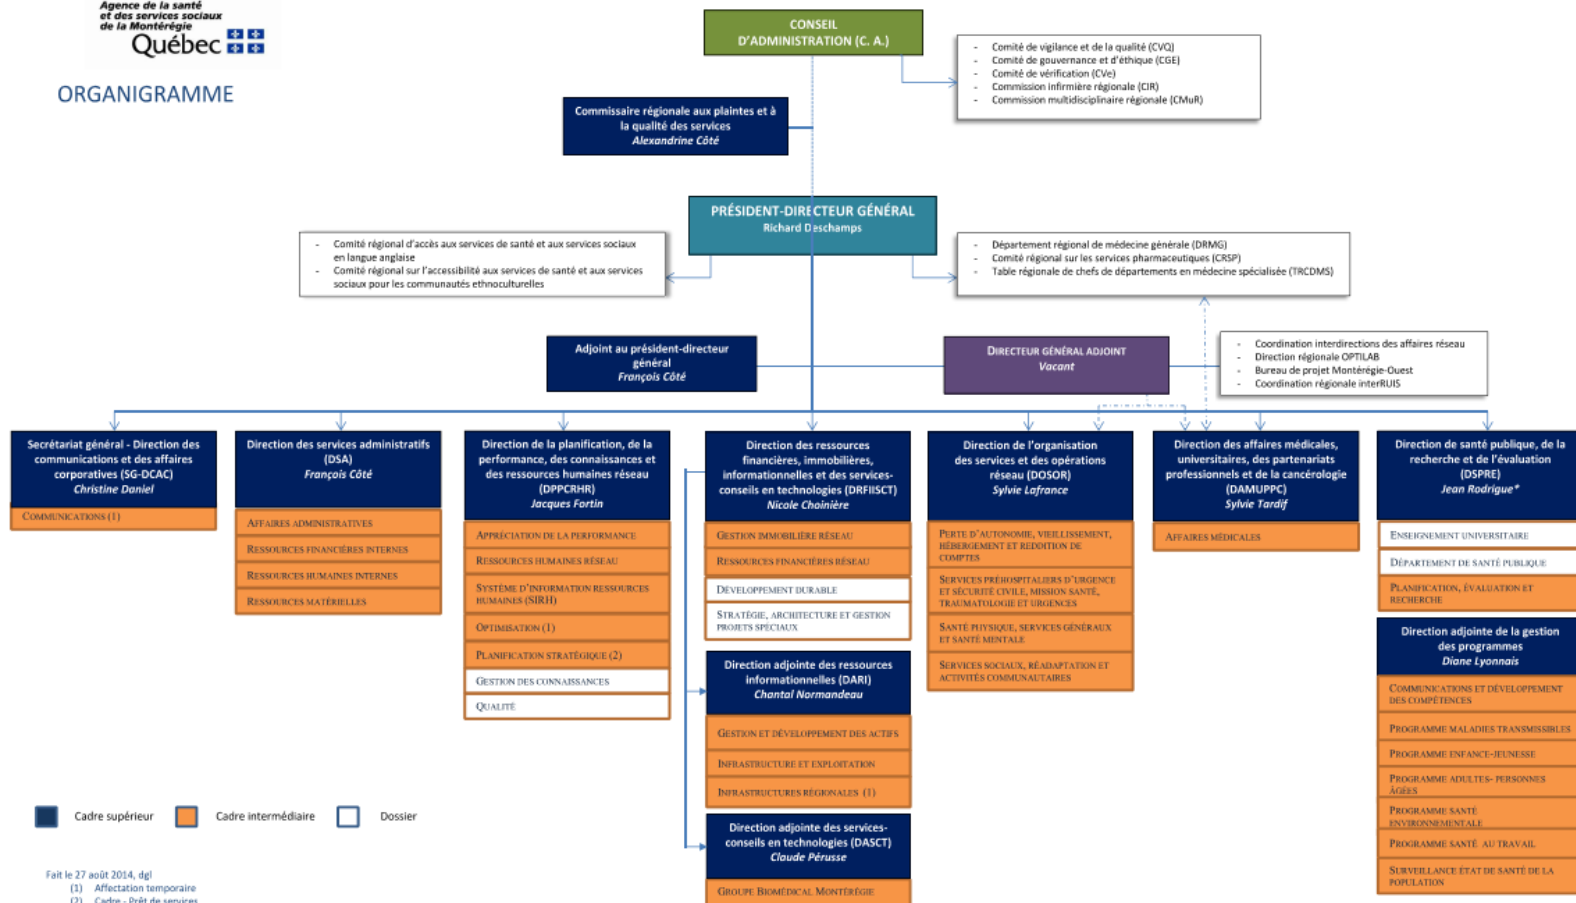 Agence de la santé
et des services sociaux
de la Montérégie
Québec
ORGANIGRAMME
CONSEIL
D'ADMINISTRATION (C. A.)
- Comité de vigilance et de la qualité (CVQ)
- Comité de gouvernance et d'éthique (CGE)
- Comité de vérification (CVe)
- Commission infirmière régionale (CIR)
- Commission multidisciplinaire régionale (CMuR)
Commissaire régionale aux plaintes et à
la qualité des services
Alexandrine Côté
PRÉSIDENT-DIRECTEUR GÉNÉRAL
Richard Deschamps
- Comité régional d'accès aux services de santé et aux services sociaux
en langue anglaise
- Comité régional sur l'accessibilité aux services de santé et aux services
sociaux pour les communautés ethnoculturelles
- Département régional de médecine générale (DRMG)
- Comité régional sur les services pharmaceutiques (CRSP)
- Table régionale de chefs de départements en médecine spécialisée (TRCDMS)
Adjoint au président-directeur
général
François Côté
DIRECTEUR GÉNÉRAL ADJOINT
Vacant
- Coordination interdirections des affaires réseau
- Direction régionale OPTILAB
- Bureau de projet Montérégie-Ouest
- Coordination régionale interRUIS
Secrétariat général - Direction des
communications et des affaires
corporatives (SG-DCAC)
Christine Daniel
COMMUNICATIONS (1)
Direction des services administratifs
(DSA)
François Côté
AFFAIRES ADMINISTRATIVES
RESSOURCES FINANCIÈRES INTERNES
RESSOURCES HUMAINES INTERNES
RESSOURCES MATÉRIELLES
Direction de la planification, de la
performance, des connaissances et
des ressources humaines réseau
(DPPCRHR)
Jacques Fortin
APPRÉCIATION DE LA PERFORMANCE
RESSOURCES HUMAINES RÉSEAU
SYSTÈME D'INFORMATION RESSOURCES
HUMAINES (SIRH)
OPTIMISATION (1)
PLANIFICATION STRATÉGIQUE (2)
GESTION DES CONNAISSANCES
QUALITÉ
Direction des ressources
financières, immobilières,
informationnelles et des services-
conseils en technologies (DRFIISCT)
Nicole Choinière
GESTION IMMOBILIÈRE RÉSEAU
RESSOURCES FINANCIÈRES RÉSEAU
DÉVELOPPEMENT DURABLE
STRATÉGIE, ARCHITECTURE ET GESTION
PROJETS SPÉCIAUX
Direction adjointe des ressources
informationnelles (DARI)
Chantal Normandeau
GESTION ET DÉVELOPPEMENT DES ACTIFS
INFRASTRUCTURE ET EXPLOITATION
INFRASTRUCTURES RÉGIONALES (1)
Direction adjointe des services-
conseils en technologies (DASCT)
Claude Pérusse
GROUPE BIOMÉDICAL MONTÉRÉGIE
Direction de l'organisation
des services et des opérations
réseau (DOSOR)
Sylvie Lafrance
PERTE D'AUTONOMIE, VIEILLISSEMENT,
HÉBERGEMENT ET REDDITION DE
COMPTES
SERVICES PRÉHOSPITALIERS D'URGENCE
ET SÉCURITÉ CIVILE, MISSION SANTÉ,
TRAUMATOLOGIE ET URGENCES
SANTÉ PHYSIQUE, SERVICES GÉNÉRAUX
ET SANTÉ MENTALE
SERVICES SOCIAUX, RÉADAPTATION ET
ACTIVITÉS COMMUNAUTAIRES
Direction des affaires médicales,
universitaires, des partenariats
professionnels et de la cancérologie
(DAMUPPC)
Sylvie Tardif
AFFAIRES MÉDICALES
Direction de santé publique, de la
recherche et de l'évaluation
(DSPRE)
Jean Rodrigue*
ENSEIGNEMENT UNIVERSITAIRE
DÉPARTEMENT DE SANTÉ PUBLIQUE
PLANIFICATION, ÉVALUATION ET
RECHERCHE
Direction adjointe de la gestion
des programmes
Diane Lyonnais
COMMUNICATIONS ET DÉVELOPPEMENT
DES COMPÉTENCES
PROGRAMME MALADIES TRANSMISSIBLES
PROGRAMME ENFANCE-JEUNESSE
PROGRAMME ADULTES- PERSONNES
ÂGÉES
PROGRAMME SANTÉ
ENVIRONNEMENTALE
PROGRAMME SANTÉ AU TRAVAIL
SURVEILLANCE ÉTAT DE SANTÉ DE LA
POPULATION
Cadre supérieur
Cadre intermédiaire
Dossier
Fait le 27 août 2014, dgl
(1) Affectation temporaire
(2) Cadre - Prêt de services